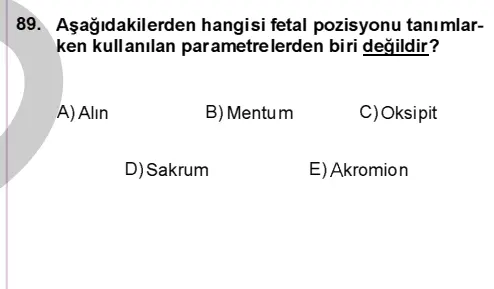 89. Aşağıdakilerden hangisi fetal pozisyonu tanımlar-
ken kullanılan parametrelerden biri değildir?
A) Alın B) Mentum C) Oksipit
D) Sakrum E) Akromion